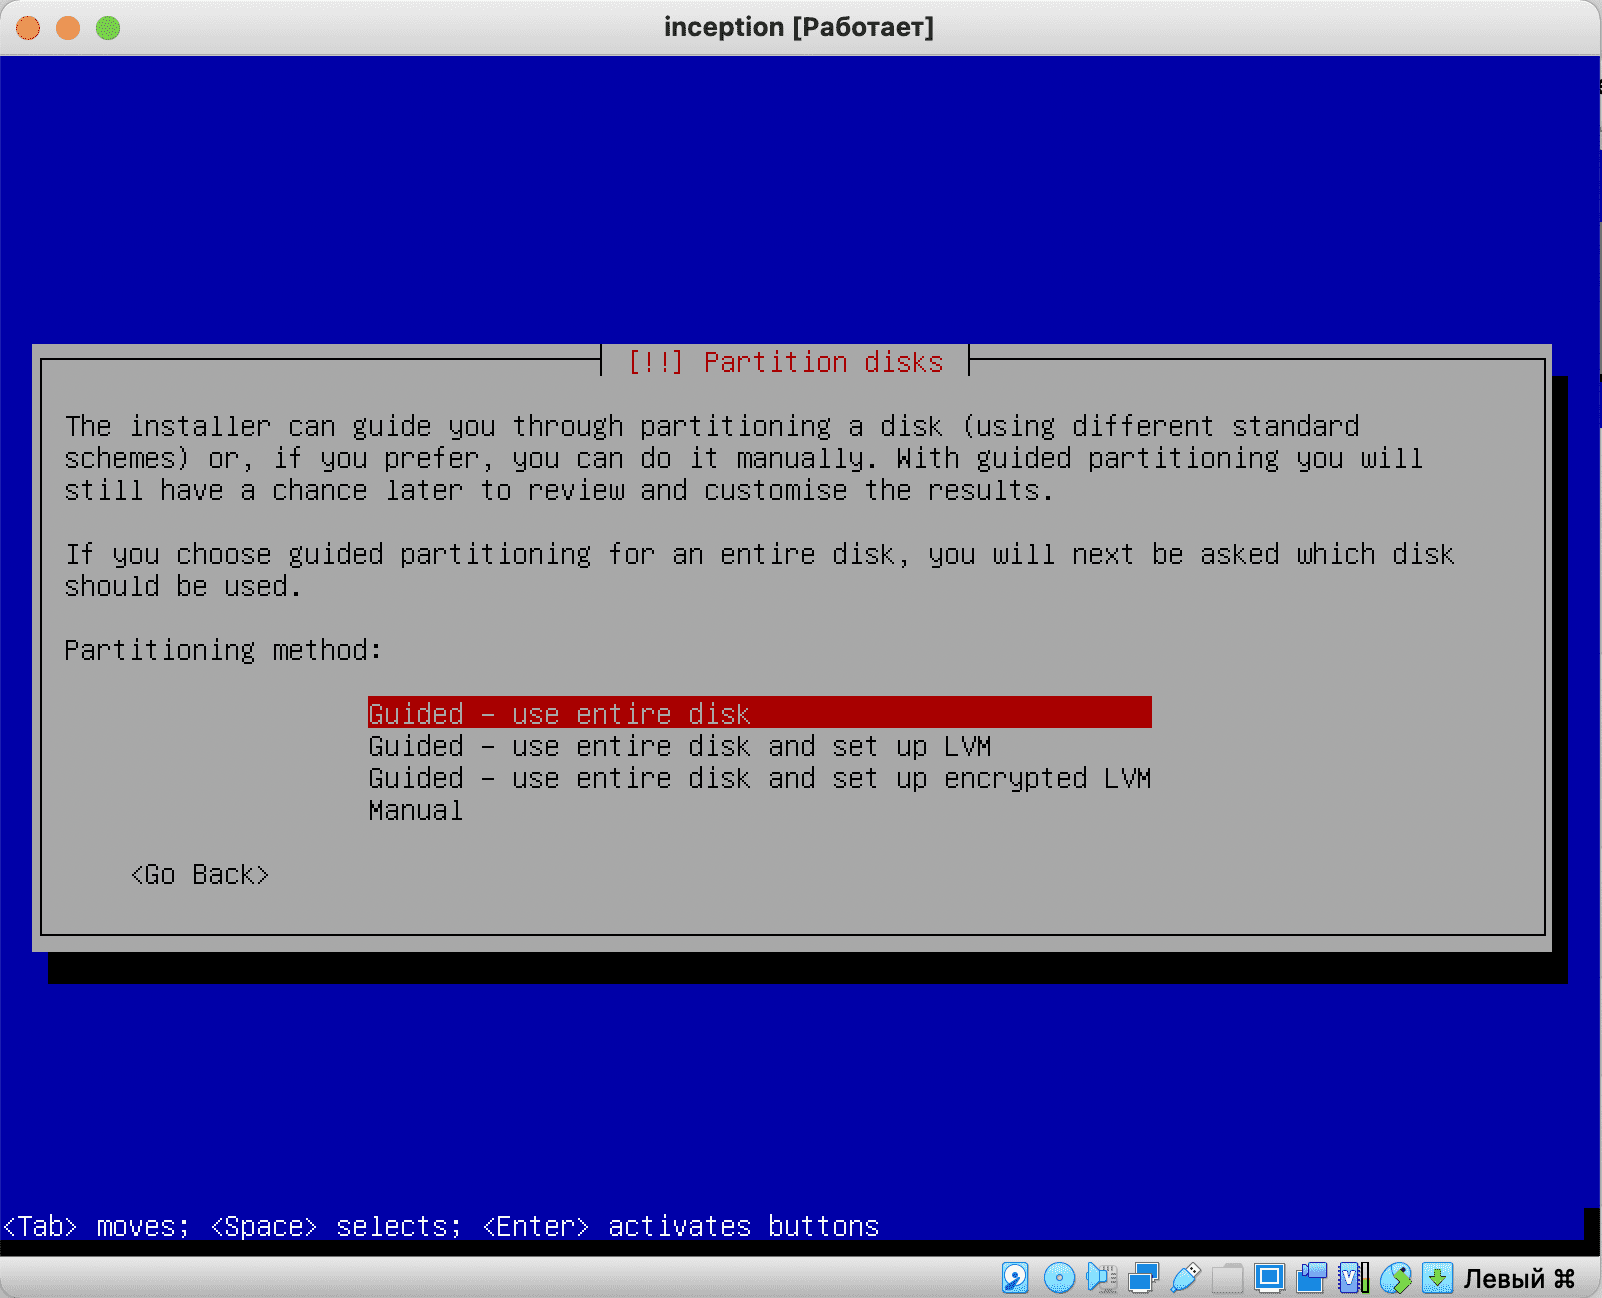 inception [Работает]
[!!] Partition disks
The installer can guide you through partitioning a disk (using different standard
schemes) or, if you prefer, you can do it manually. With guided partitioning you will
still have a chance later to review and customise the results.
If you choose guided partitioning for an entire disk, you will next be asked which disk
should be used.
Partitioning method:
Guided - use entire disk
Guided - use entire disk and set up LVM
Guided - use entire disk and set up encrypted LVM
Manual
<Go Back>
<Tab> moves; <Space> selects; <Enter> activates buttons
Левый ⌘